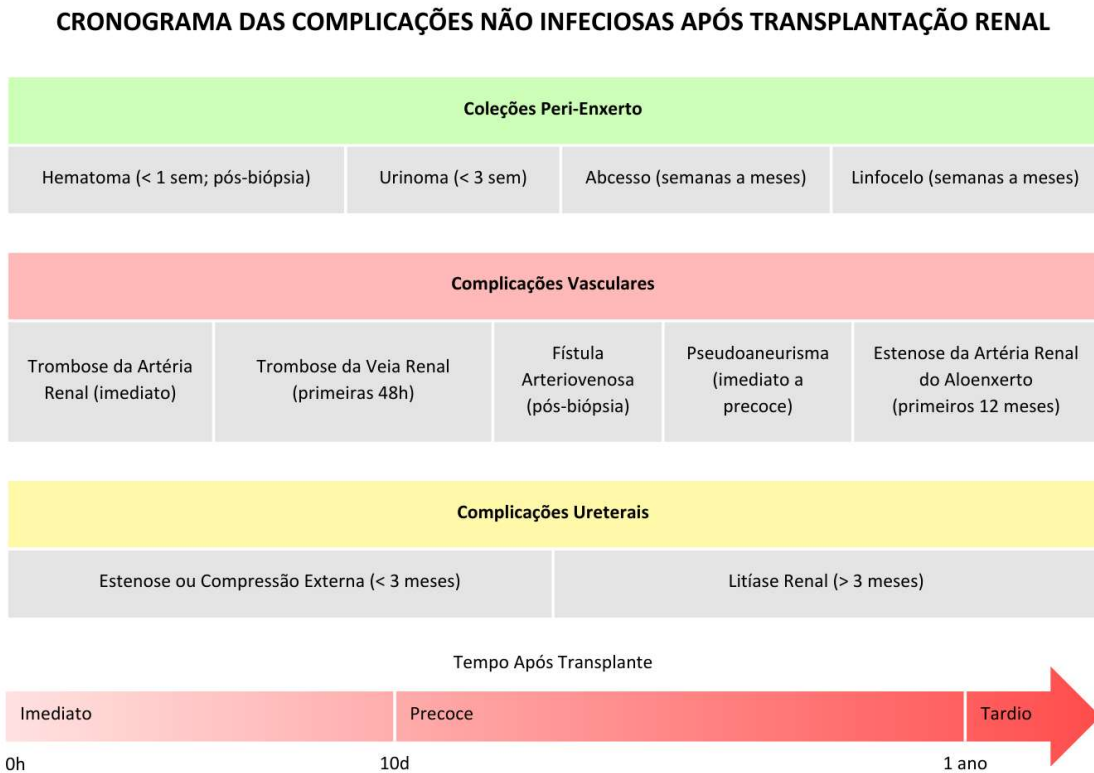 CRONOGRAMA DAS COMPLICAÇÕES NÃO INFECIOSAS APÓS TRANSPLANTAÇÃO RENAL
Coleções Peri-Enxerto
Hematoma (< 1 sem; pós-biópsia)
Urinoma (< 3 sem)
Abcesso (semanas a meses)
Linfocelo (semanas a meses)
Complicações Vasculares
Trombose da Artéria
Renal (imediato)
Trombose da Veia Renal
(primeiras 48h)
Fístula
Arteriovenosa
(pós-biópsia)
Pseudoaneurisma
(imediato a
precoce)
Estenose da Artéria Renal
do Aloenxerto
(primeiros 12 meses)
Complicações Ureterais
Estenose ou Compressão Externa (< 3 meses)
Litíase Renal (> 3 meses)
Tempo Após Transplante
Imediato
Precoce
Tardio
0h
10d
1 ano